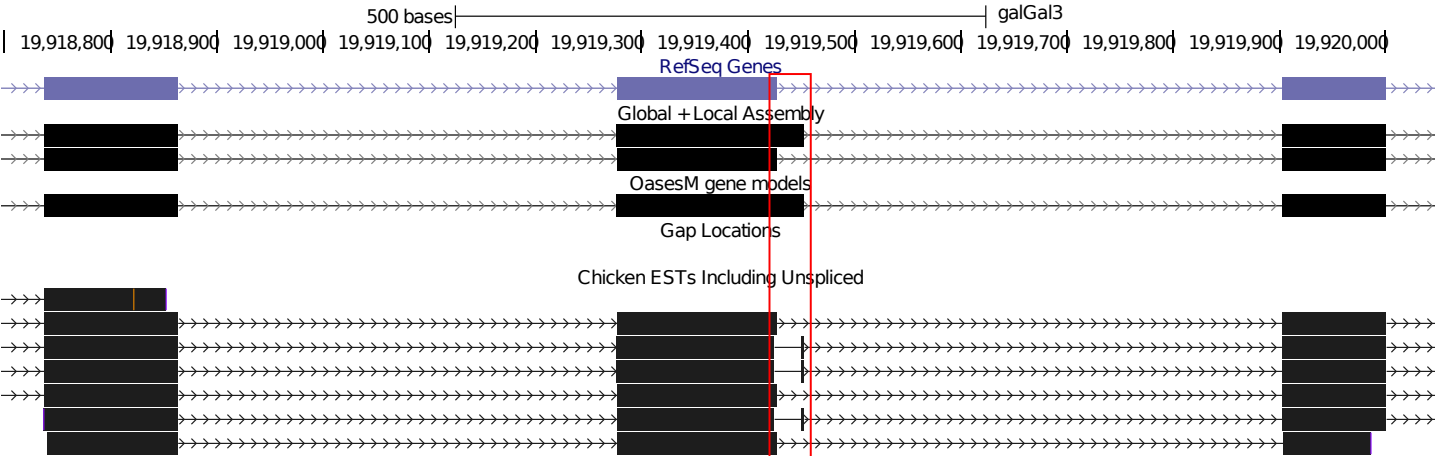 500 bases galGal3
19,918,800 19,918,900 19,919,000 19,919,100 19,919,200 19,919,300 19,919,400 19,919,500 19,919,600 19,919,700 19,919,800 19,919,900 19,920,000
RefSeq Genes
Global + Local Assembly
OasesM gene models
Gap Locations
Chicken ESTs Including Unspliced